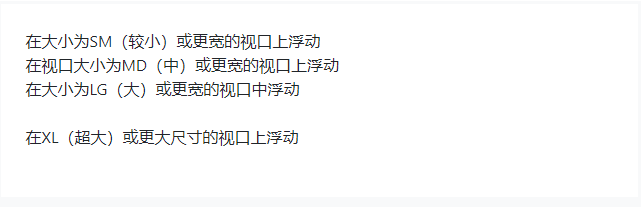 在大小为SM（较小）或更宽的视口上浮动
在视口大小为MD（中）或更宽的视口上浮动
在大小为LG（大）或更宽的视口中浮动
在XL（超大）或更大尺寸的视口上浮动